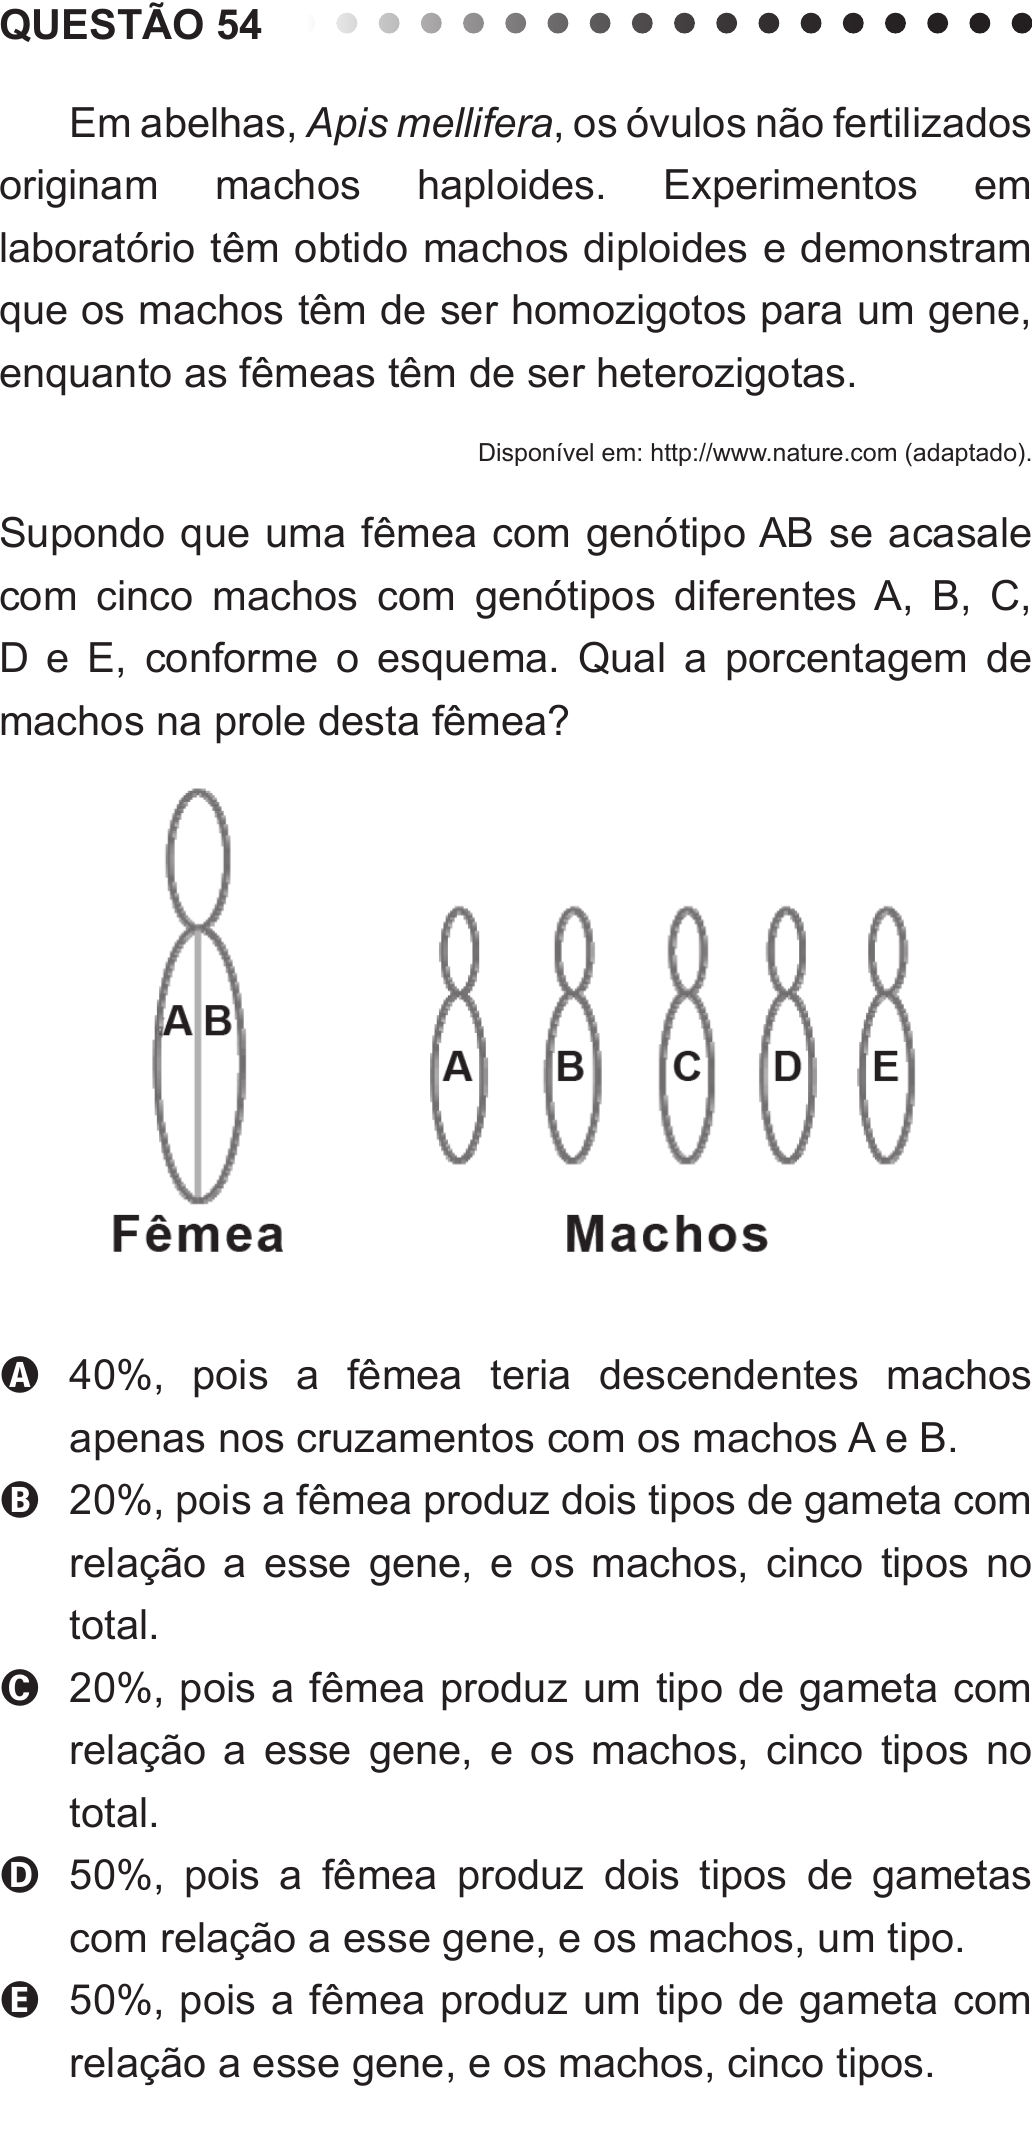 QUESTÃO 54
Em abelhas, Apis mellifera, os óvulos não fertilizados
originam machos haploides. Experimentos em
laboratório têm obtido machos diploides e demonstram
que os machos têm de ser homozigotos para um gene,
enquanto as fêmeas têm de ser heterozigotas.
Disponível em: http://www.nature.com (adaptado).
Supondo que uma fêmea com genótipo AB se acasale
com cinco machos com genótipos diferentes A, B, C,
D e E, conforme o esquema. Qual a porcentagem de
machos na prole desta fêmea?
A B
A B C D E
Fêmea Machos
A 40%, pois a fêmea teria descendentes machos
apenas nos cruzamentos com os machos A e B.
B 20%, pois a fêmea produz dois tipos de gameta com
relação a esse gene, e os machos, cinco tipos no
total.
C 20%, pois a fêmea produz um tipo de gameta com
relação a esse gene, e os machos, cinco tipos no
total.
D 50%, pois a fêmea produz dois tipos de gametas
com relação a esse gene, e os machos, um tipo.
E 50%, pois a fêmea produz um tipo de gameta com
relação a esse gene, e os machos, cinco tipos.